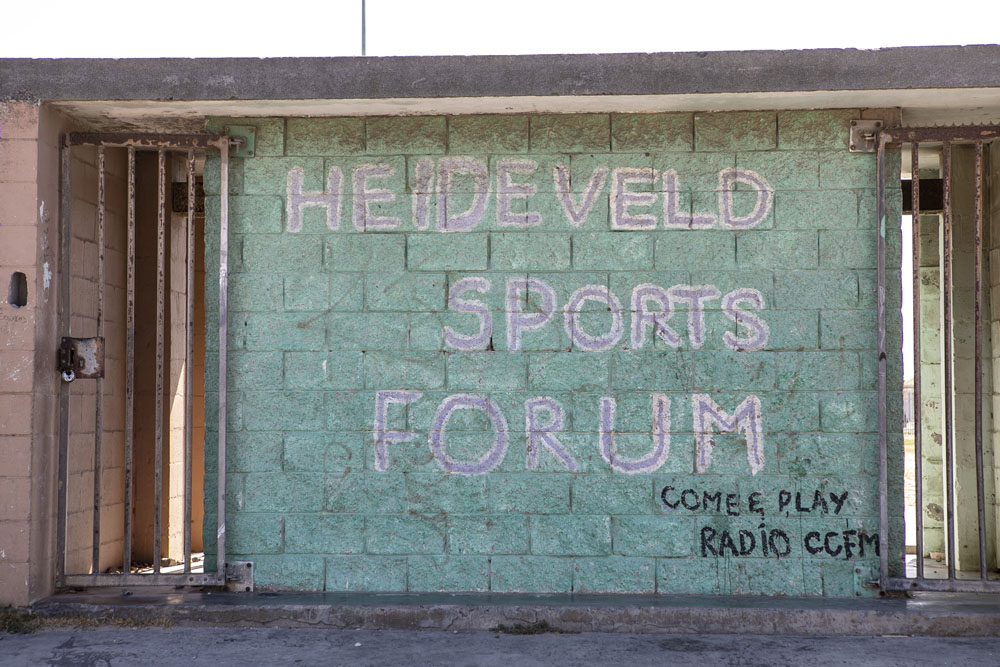 HEIDEVELD
SPORTS
FORUM
COME & PLAY
RADIO CCFM